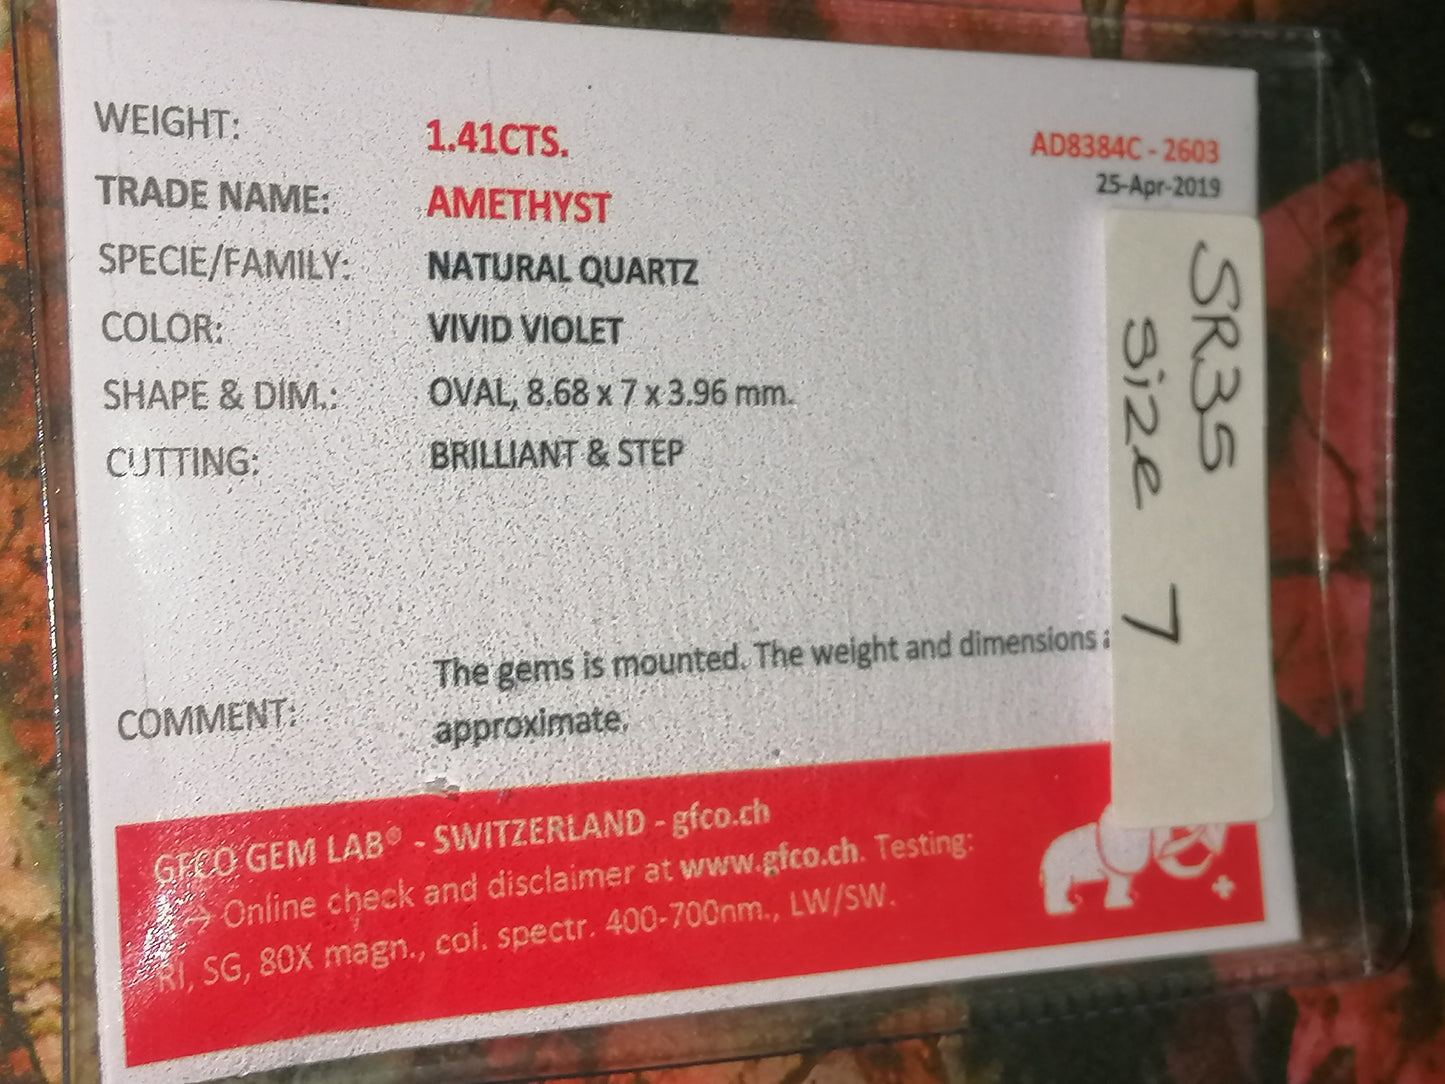 WEIGHT: 1.41CTS.
AD8384C - 2603
TRADE NAME: AMETHYST
25-Apr-2019
SPECIE/FAMILY: NATURAL QUARTZ
COLOR: VIVID VIOLET
SHAPE & DIM.: OVAL, 8.68 x 7 x 3.96 mm.
CUTTING: BRILLIANT & STEP
SR35
Size 7
The gems is mounted. The weight and dimensions
COMMENT: approximate.
GFCO GEM LAB® - SWITZERLAND - gfco.ch
→ Online check and disclaimer at www.gfco.ch. Testing:
RI, SG, 80X magn., col. spectr. 400-700nm., LW/SW.